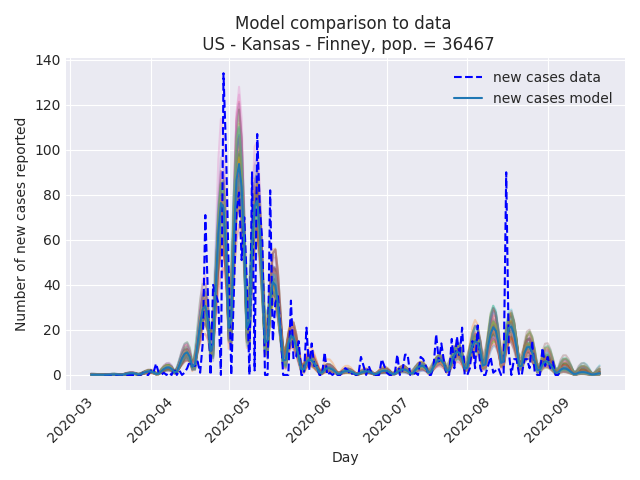 Model comparison to data
US - Kansas - Finney, pop. = 36467
new cases data
new cases model
Number of new cases reported
140
120
100
80
60
40
20
0
2020-03
2020-04
2020-05
2020-06
2020-07
2020-08
2020-09
Day